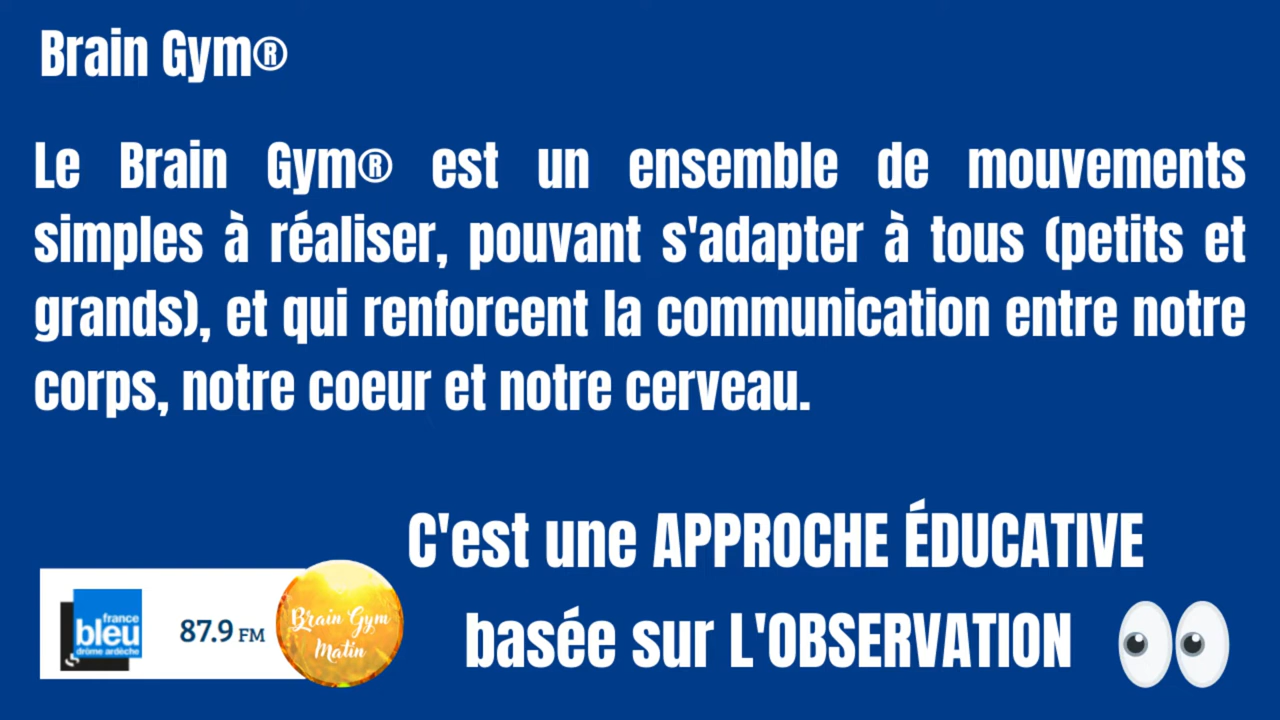 Brain Gym®
Le Brain Gym® est un ensemble de mouvements
simples à réaliser, pouvant s'adapter à tous (petits et
grands), et qui renforcent la communication entre notre
corps, notre coeur et notre cerveau.
C'est une APPROCHE ÉDUCATIVE
basée sur L'OBSERVATION
france
bleu
drôme ardèche
87.9 FM
Brain Gym
Matin